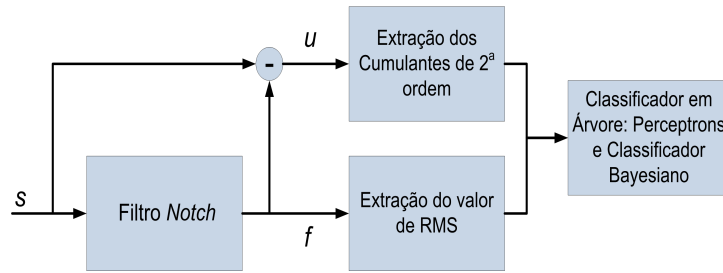 u
Extração dos
Cumulantes de 2ª
ordem
-
Classificador em
Árvore: Perceptrons
e Classificador
Bayesiano
s
Filtro Notch
f
Extração do valor
de RMS